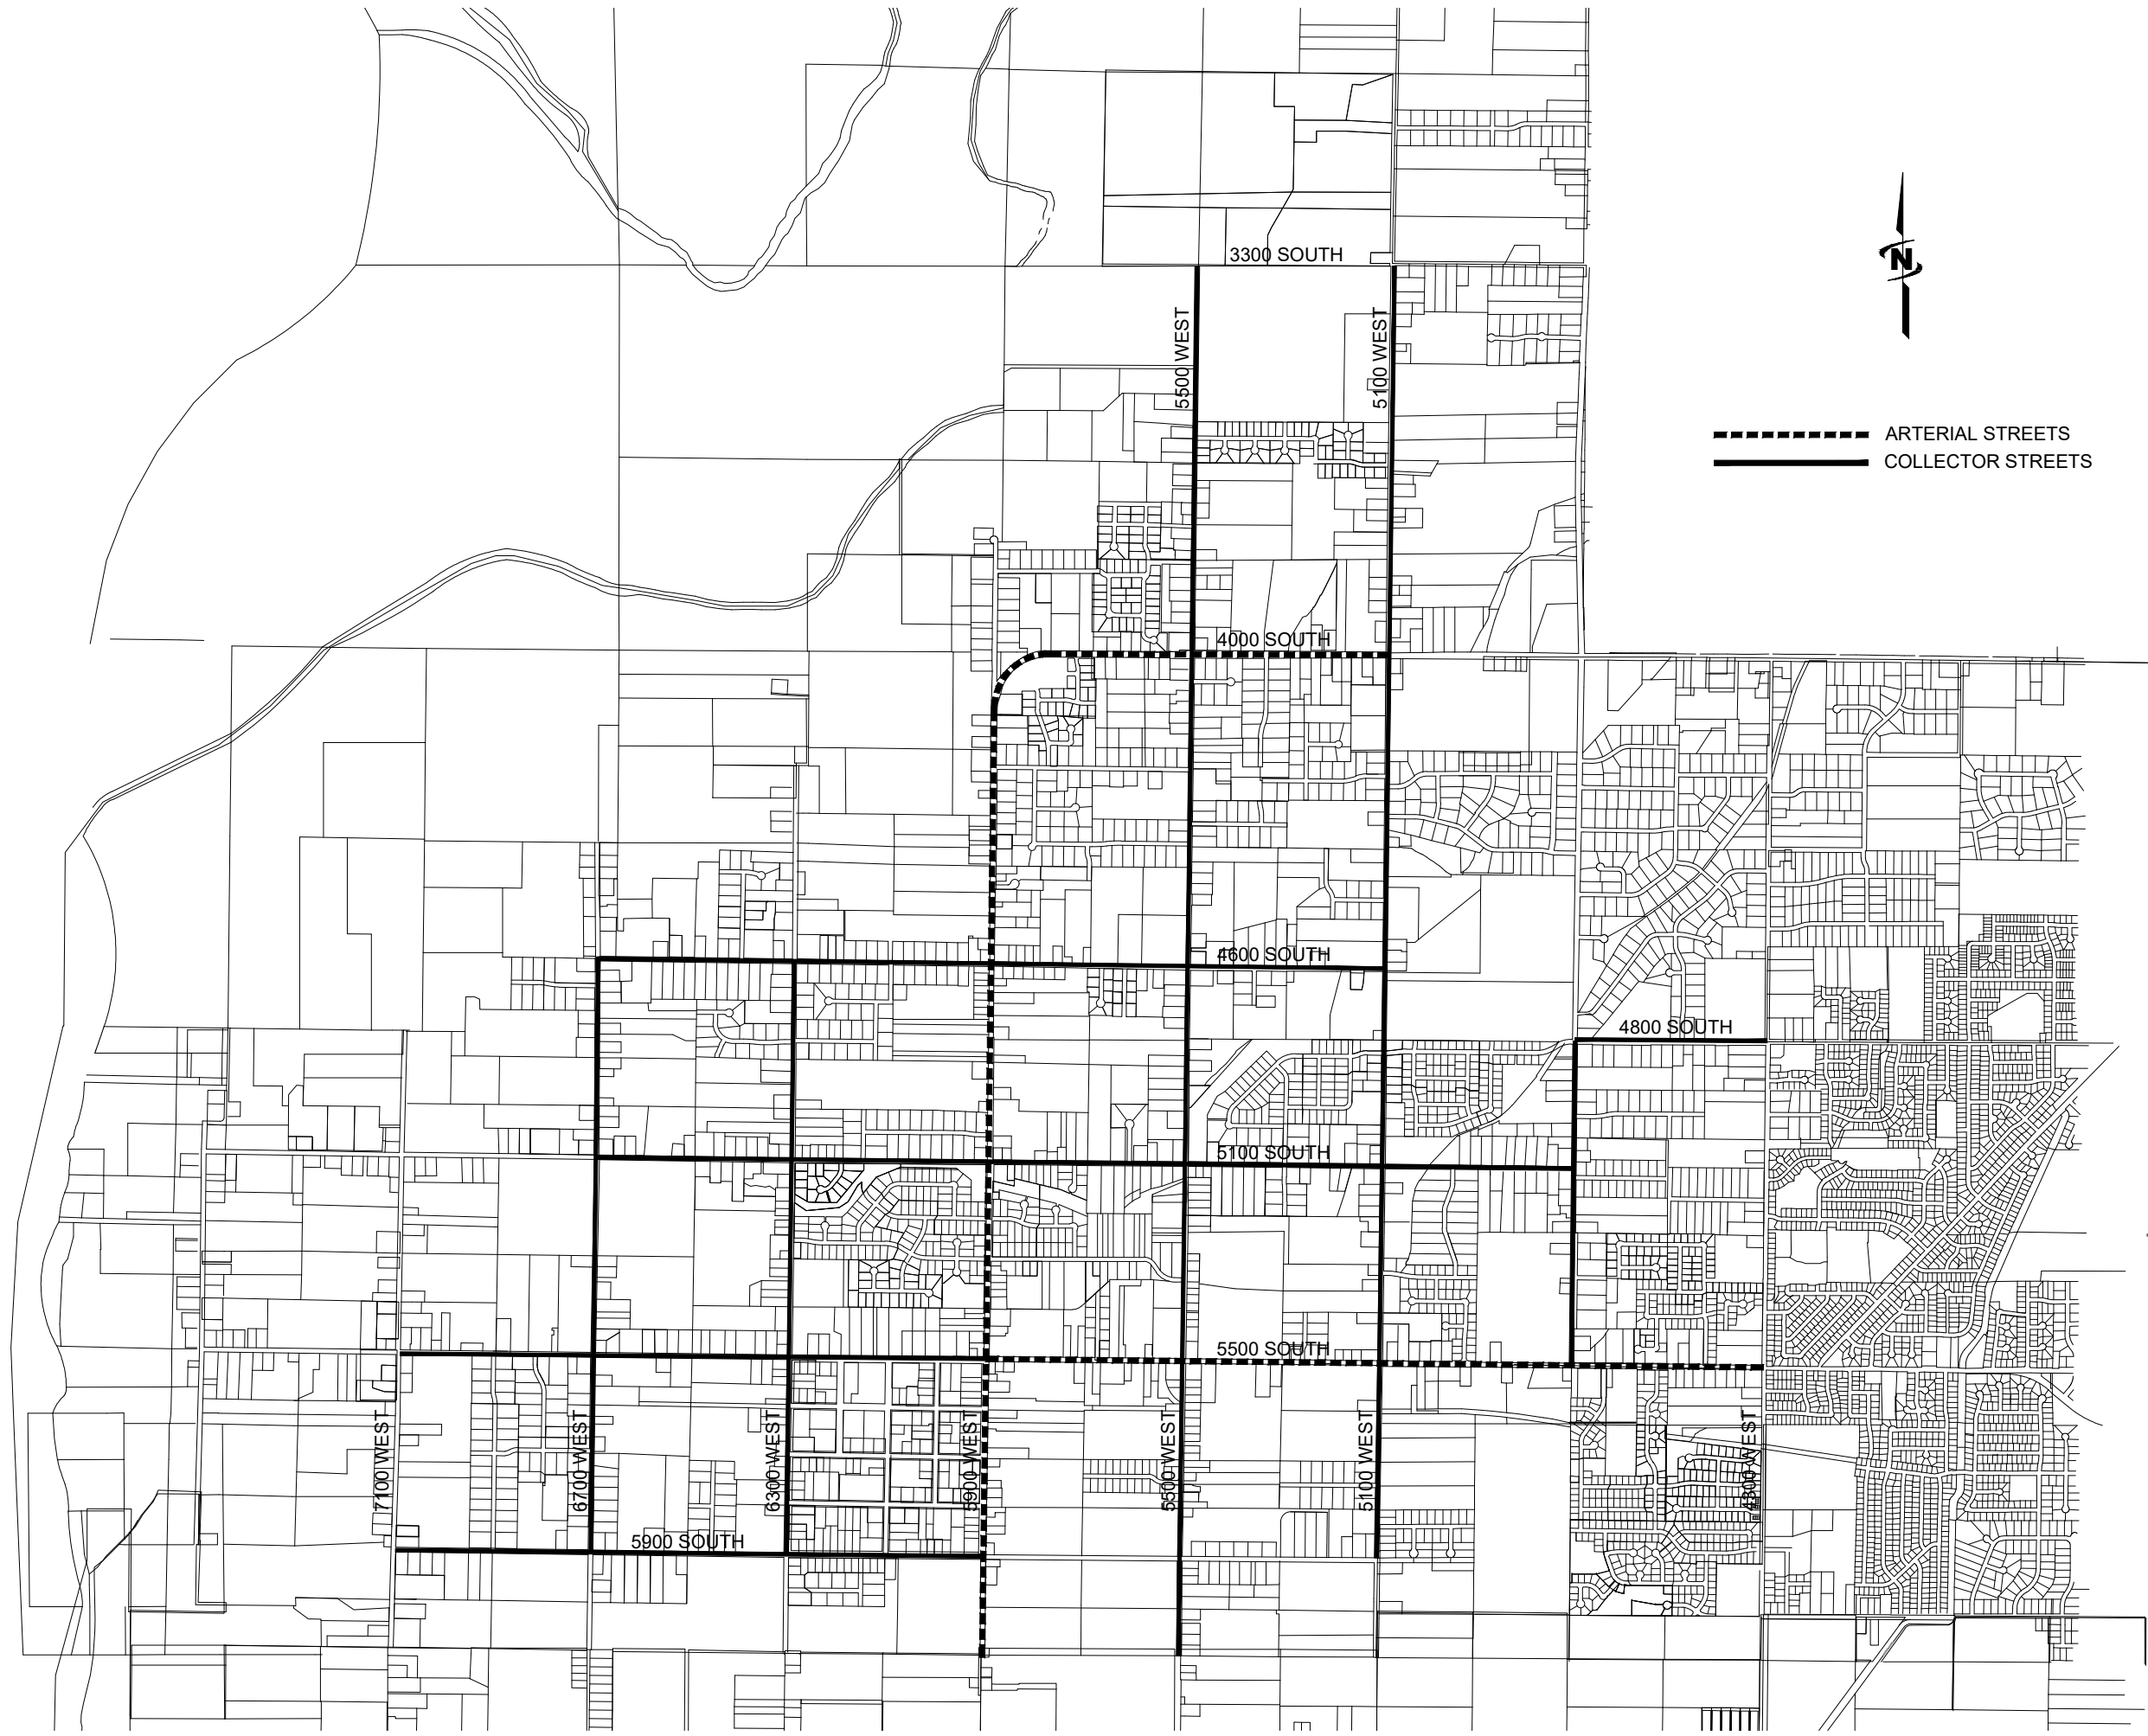 3300 SOUTH
N
5500 WEST
5100 WEST
ARTERIAL STREETS
COLLECTOR STREETS
4000 SOUTH
4600 SOUTH
4800 SOUTH
5100 SOUTH
5500 SOUTH
7100 WEST
6700 WEST
6300 WEST
5900 WEST
5500 WEST
5100 WEST
4300 WEST
5900 SOUTH